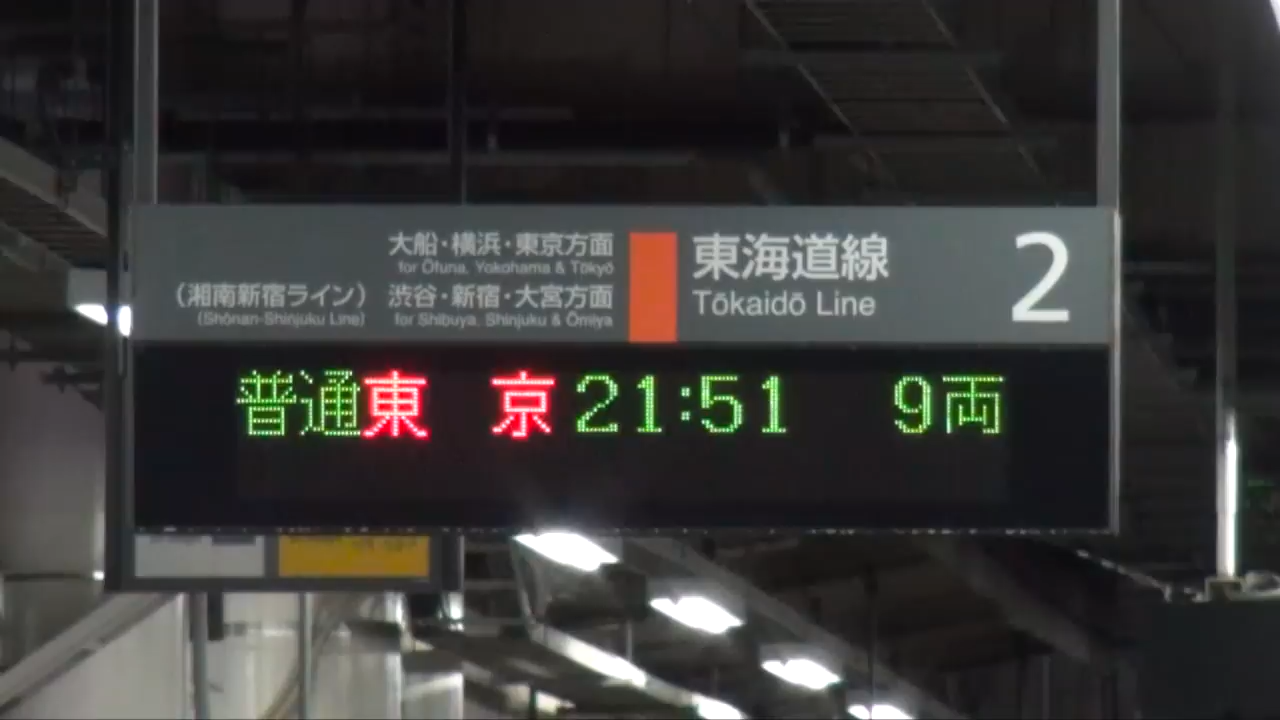 大船・横浜・東京方面
for Ōfuna, Yokohama & Tōkyō
(湘南新宿ライン) 渋谷・新宿・大宮方面
(Shōnan-Shinjuku Line) for Shibuya, Shinjuku & Ōmiya
東海道線
Tōkaidō Line
2
普通東 京 21:51 9両